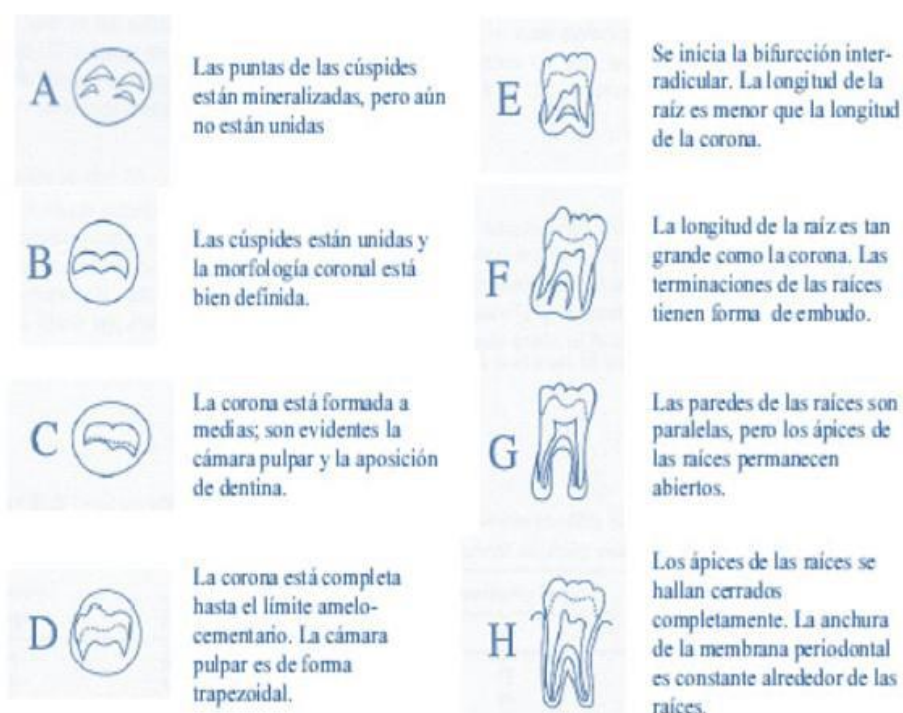 A
Las puntas de las cúspides
están mineralizadas, pero aún
no están unidas
B
Las cúspides están unidas y
la morfología coronal está
bien definida.
C
La corona está formada a
medias; son evidentes la
cámara pulpar y la aposición
de dentina.
D
La corona está completa
hasta el límite amelo-
cementario. La cámara
pulpar es de forma
trapezoidal.
E
Se inicia la bifurcción inter-
radicular. La longitud de la
raíz es menor que la longitud
de la corona.
F
La longitud de la raíz es tan
grande como la corona. Las
terminaciones de las raíces
tienen forma de embudo.
G
Las paredes de las raíces son
paralelas, pero los ápices de
las raíces permanecen
abiertos.
H
Los ápices de las raíces se
hallan cerrados
completamente. La anchura
de la membrana periodontal
es constante alrededor de las
raíces.